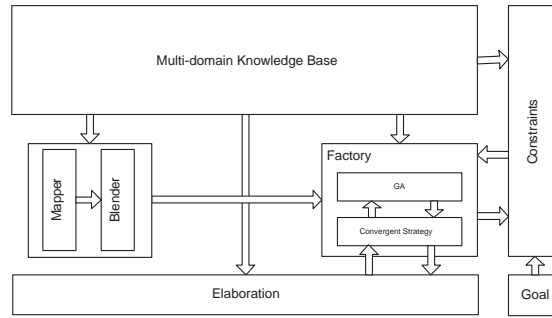 Multi-domain Knowledge Base
Constraints
Factory
Mapper
Blender
GA
Convergent Strategy
Elaboration
Goal